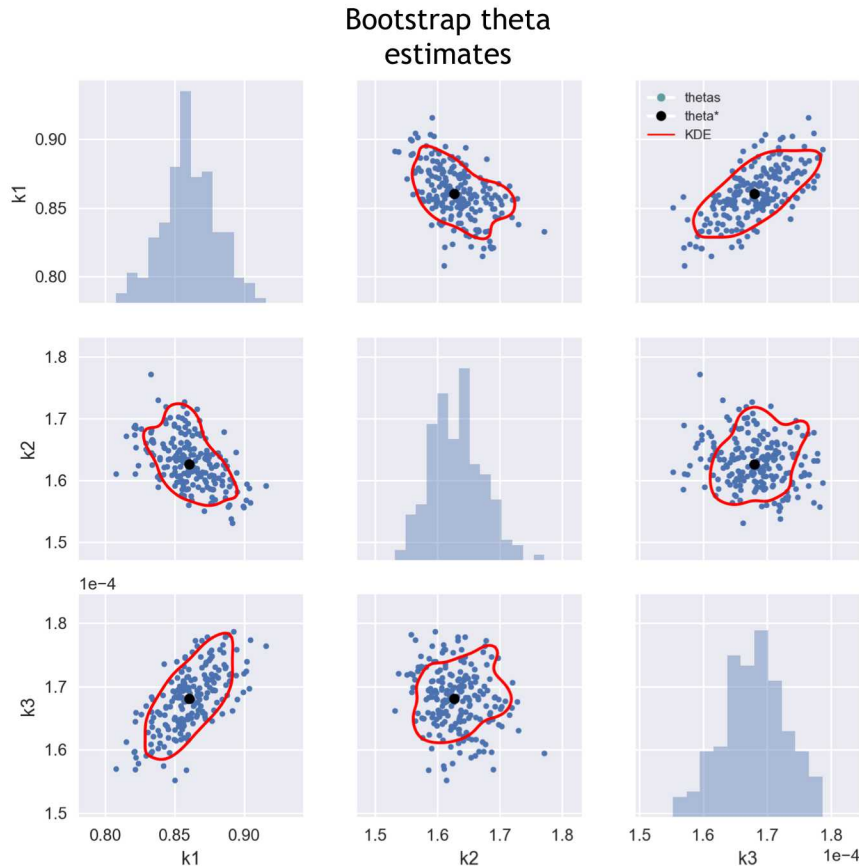 Bootstrap theta
estimates
thetas
theta*
KDE
k1
0.90
0.85
0.80
k2
1.8
1.7
1.6
1.5
1e−4
k3
1.8
1.7
1.6
1.5
0.80 0.85 0.90
k1
1.5 1.6 1.7 1.8
k2
1.5 1.6 1.7 1.8
k3 1e−4